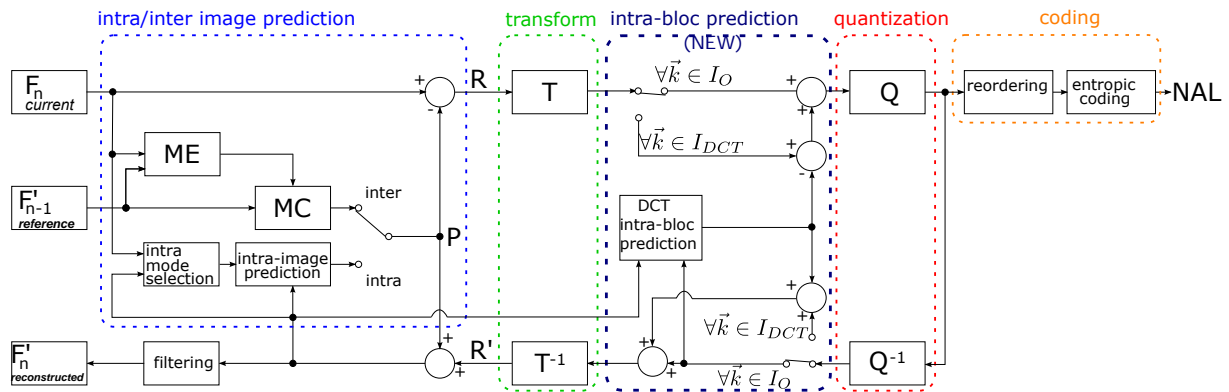 intra/inter image prediction
transform
intra-bloc prediction
(NEW)
quantization
coding
F_n
current
R
T
∀k⃗ ∈ I_O
Q
reordering
entropic
coding
NAL
∀k⃗ ∈ I_DCT
ME
F'_n-1
reference
MC
inter
P
DCT
intra-bloc
prediction
intra
mode
selection
intra-image
prediction
intra
∀k⃗ ∈ I_DCT
F'_n
reconstructed
filtering
R'
T⁻¹
∀k⃗ ∈ I_O
Q⁻¹
+
-
+
+
+
-
+
+
+
+
+
+